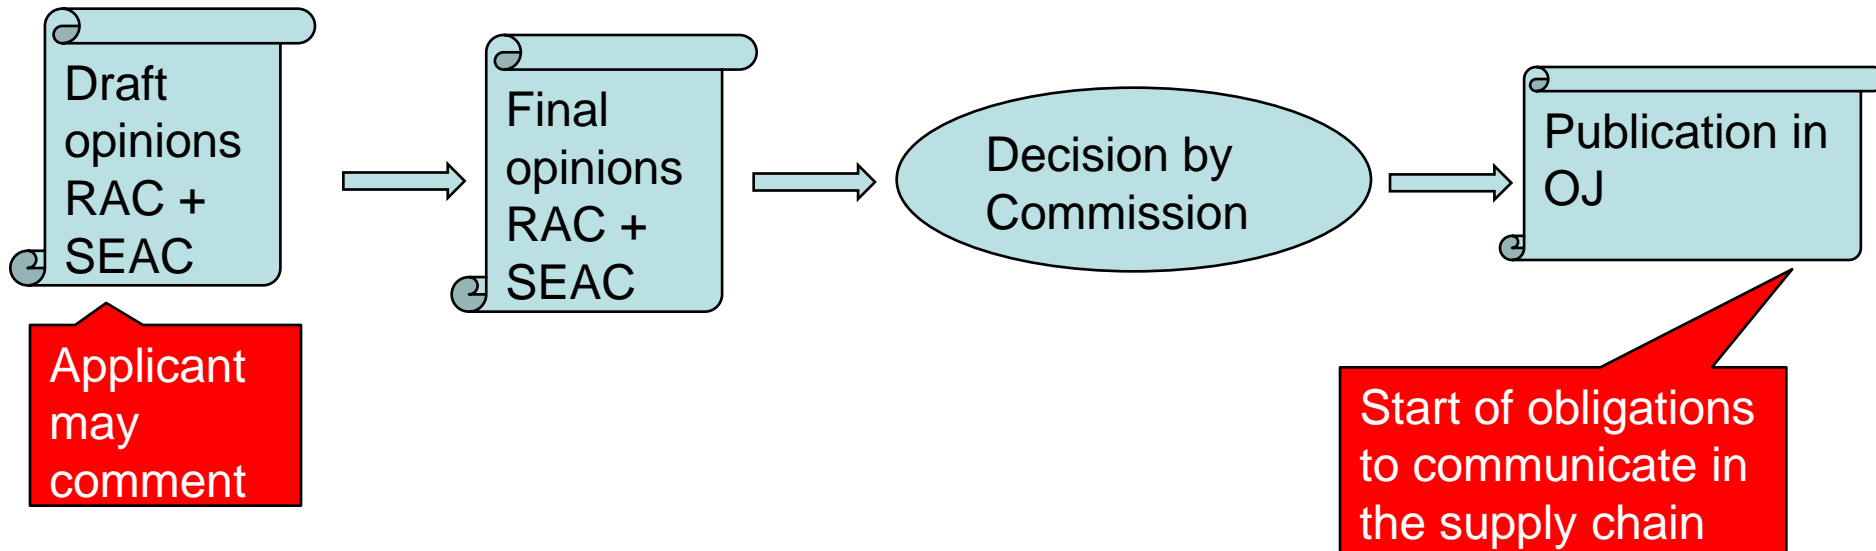 Draft
opinions
RAC +
SEAC
Final
opinions
RAC +
SEAC
Decision by
Commission
Publication in
OJ
Applicant
may
comment
Start of obligations
to communicate in
the supply chain